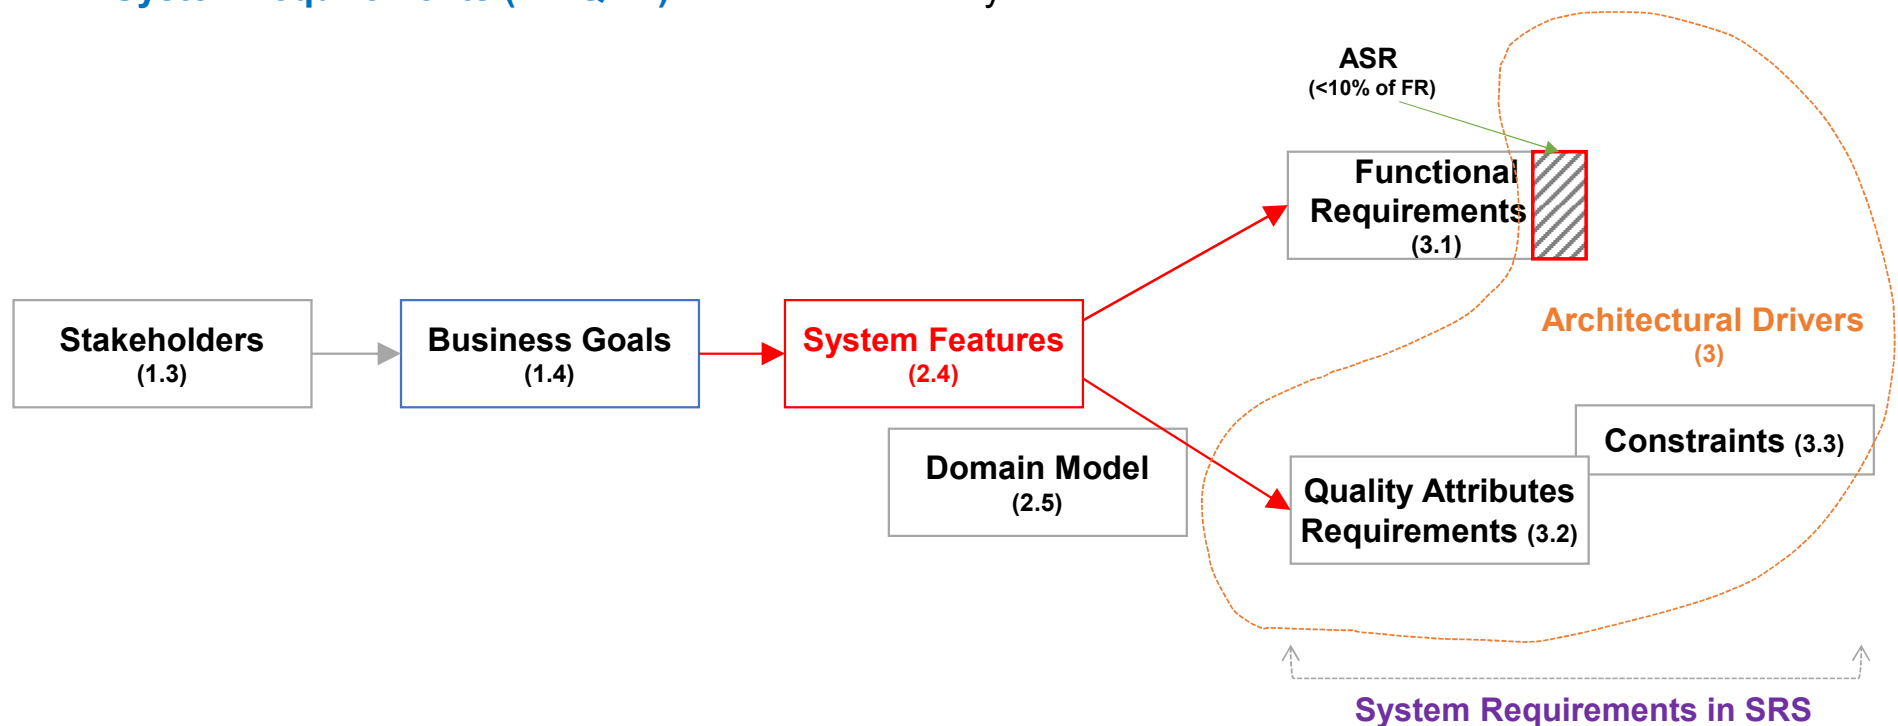 ASR
(<10% of FR)
Functional
Requirements
(3.1)
Stakeholders
(1.3)
Business Goals
(1.4)
System Features
(2.4)
Architectural Drivers
(3)
Domain Model
(2.5)
Constraints (3.3)
Quality Attributes
Requirements (3.2)
System Requirements in SRS